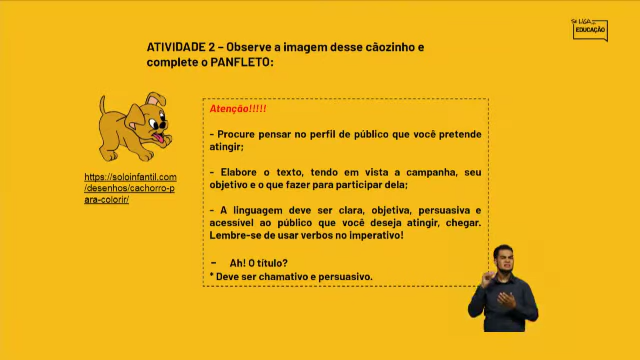 SE LIGA... 
EDUCAÇÃO
ATIVIDADE 2 – Observe a imagem desse cãozinho e
complete o PANFLETO:
https://soloinfantil.com
/desenhos/cachorro-p
ara-colorir/
Atenção!!!!!
- Procure pensar no perfil de público que você pretende
atingir;
- Elabore o texto, tendo em vista a campanha, seu
objetivo e o que fazer para participar dela;
- A linguagem deve ser clara, objetiva, persuasiva e
acessível ao público que você deseja atingir, chegar.
Lembre-se de usar verbos no imperativo!
– Ah! O título?
* Deve ser chamativo e persuasivo.